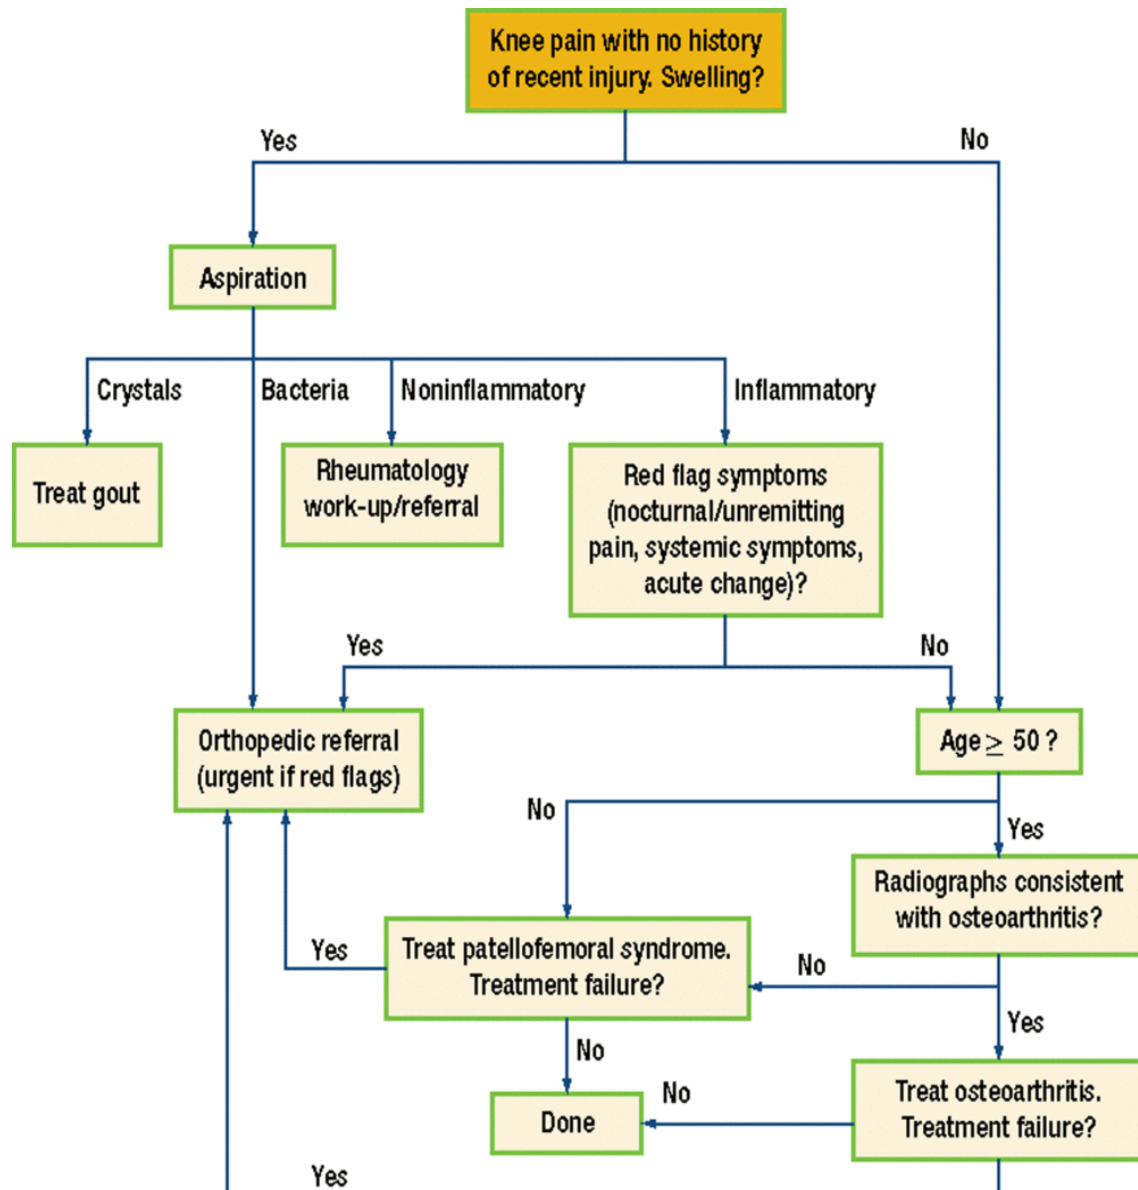 Knee pain with no history
of recent injury. Swelling?
Yes
No
Aspiration
Crystals
Bacteria
Noninflammatory
Inflammatory
Treat gout
Rheumatology
work-up/referral
Red flag symptoms
(nocturnal/unremitting
pain, systemic symptoms,
acute change)?
Yes
No
Orthopedic referral
(urgent if red flags)
Age ≥ 50 ?
No
Yes
Radiographs consistent
with osteoarthritis?
Yes
Treat patellofemoral syndrome.
Treatment failure?
No
Yes
No
Done
No
Treat osteoarthritis.
Treatment failure?
Yes